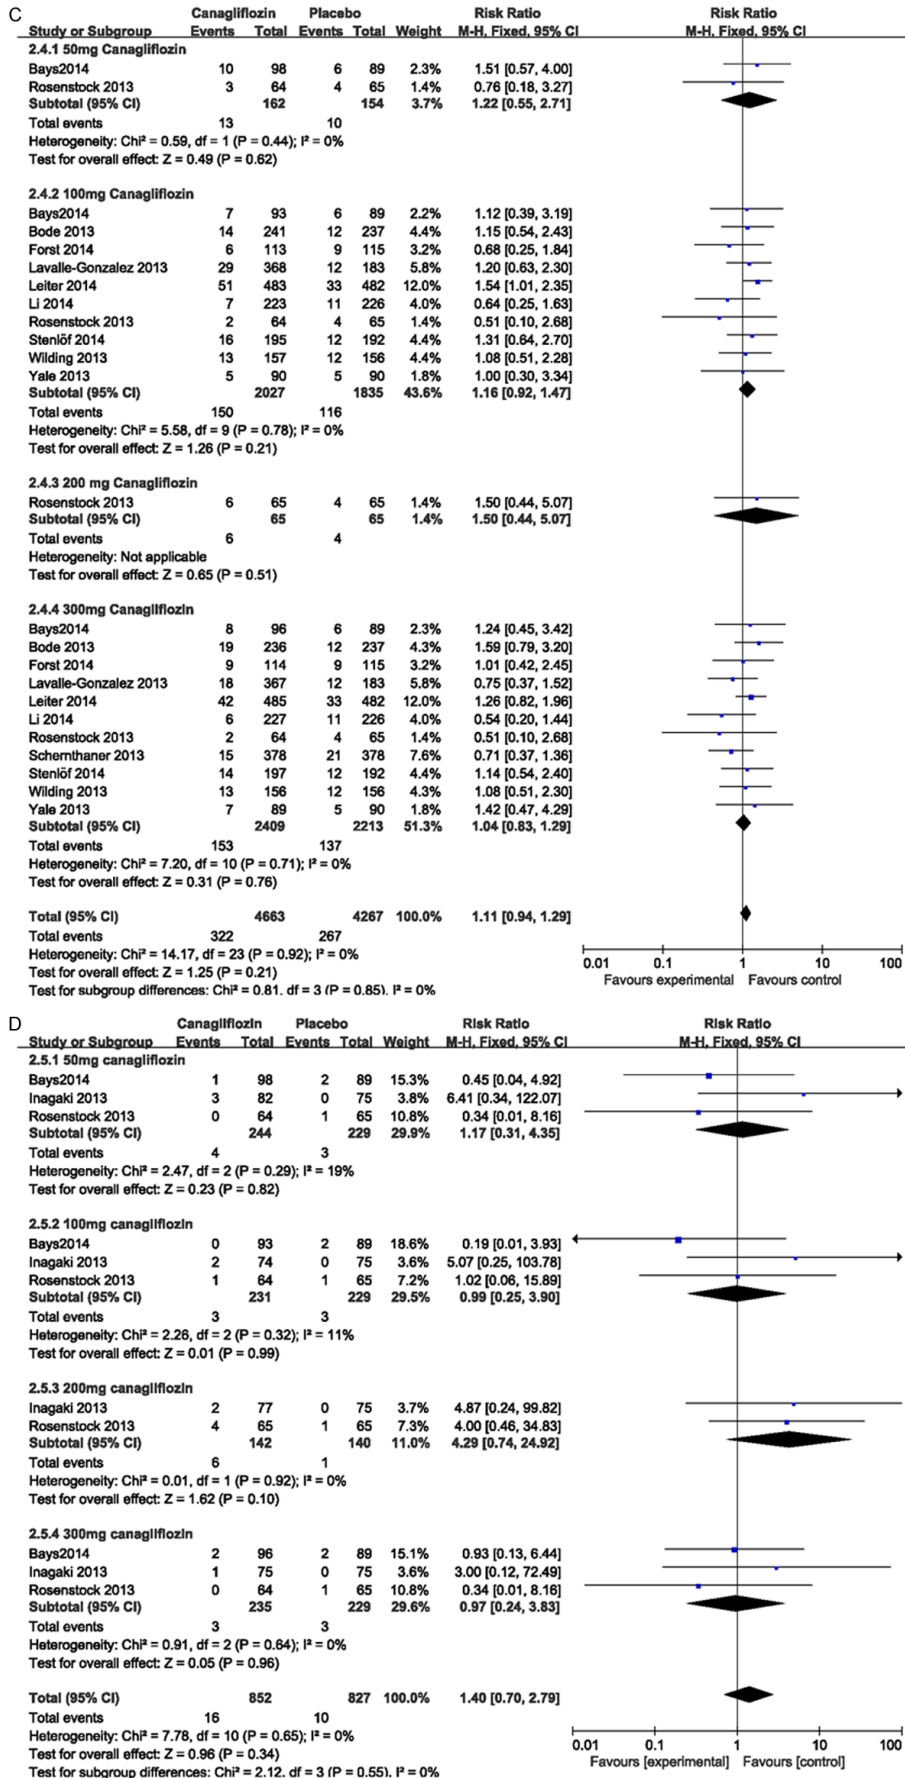 C
Canagliflozin Placebo Risk Ratio Risk Ratio
Study or Subgroup Events Total Events Total Weight M-H, Fixed, 95% CI M-H, Fixed, 95% CI
2.4.1 50mg Canagliflozin
Bays2014 10 98 6 89 2.3% 1.51 [0.57, 4.00]
Rosenstock 2013 3 64 4 65 1.4% 0.76 [0.18, 3.27]
Subtotal (95% CI) 162 154 3.7% 1.22 [0.55, 2.71]
Total events 13 10
Heterogeneity: Chi² = 0.59, df = 1 (P = 0.44); I² = 0%
Test for overall effect: Z = 0.49 (P = 0.62)
2.4.2 100mg Canagliflozin
Bays2014 7 93 6 89 2.2% 1.12 [0.39, 3.19]
Bode 2013 14 241 12 237 4.4% 1.15 [0.54, 2.43]
Forst 2014 6 113 9 115 3.2% 0.68 [0.25, 1.84]
Lavalle-Gonzalez 2013 29 368 12 183 5.8% 1.20 [0.63, 2.30]
Leiter 2014 51 483 33 482 12.0% 1.54 [1.01, 2.35]
Li 2014 7 223 11 226 4.0% 0.64 [0.25, 1.63]
Rosenstock 2013 2 64 4 65 1.4% 0.51 [0.10, 2.68]
Stenlöf 2014 16 195 12 192 4.4% 1.31 [0.64, 2.70]
Wilding 2013 13 157 12 156 4.4% 1.08 [0.51, 2.28]
Yale 2013 5 90 5 90 1.8% 1.00 [0.30, 3.34]
Subtotal (95% CI) 2027 1835 43.6% 1.16 [0.92, 1.47]
Total events 150 116
Heterogeneity: Chi² = 5.58, df = 9 (P = 0.78); I² = 0%
Test for overall effect: Z = 1.26 (P = 0.21)
2.4.3 200 mg Canagliflozin
Rosenstock 2013 6 65 4 65 1.4% 1.50 [0.44, 5.07]
Subtotal (95% CI) 65 65 1.4% 1.50 [0.44, 5.07]
Total events 6 4
Heterogeneity: Not applicable
Test for overall effect: Z = 0.65 (P = 0.51)
2.4.4 300mg Canagliflozin
Bays2014 8 96 6 89 2.3% 1.24 [0.45, 3.42]
Bode 2013 19 236 12 237 4.3% 1.59 [0.79, 3.20]
Forst 2014 9 114 9 115 3.2% 1.01 [0.42, 2.45]
Lavalle-Gonzalez 2013 18 367 12 183 5.8% 0.75 [0.37, 1.52]
Leiter 2014 42 485 33 482 12.0% 1.26 [0.82, 1.96]
Li 2014 6 227 11 226 4.0% 0.54 [0.20, 1.44]
Rosenstock 2013 2 64 4 65 1.4% 0.51 [0.10, 2.68]
Schernthaner 2013 15 378 21 378 7.6% 0.71 [0.37, 1.36]
Stenlöf 2014 14 197 12 192 4.4% 1.14 [0.54, 2.40]
Wilding 2013 13 156 12 156 4.3% 1.08 [0.51, 2.30]
Yale 2013 7 89 5 90 1.8% 1.42 [0.47, 4.29]
Subtotal (95% CI) 2409 2213 51.3% 1.04 [0.83, 1.29]
Total events 153 137
Heterogeneity: Chi² = 7.20, df = 10 (P = 0.71); I² = 0%
Test for overall effect: Z = 0.31 (P = 0.76)
Total (95% CI) 4663 4267 100.0% 1.11 [0.94, 1.29]
Total events 322 267
Heterogeneity: Chi² = 14.17, df = 23 (P = 0.92); I² = 0%
Test for overall effect: Z = 1.25 (P = 0.21)
Test for subgroup differences: Chi² = 0.81, df = 3 (P = 0.85), I² = 0%
0.01 0.1 1 10 100
Favours experimental Favours control
D
Canagliflozin Placebo Risk Ratio Risk Ratio
Study or Subgroup Events Total Events Total Weight M-H, Fixed, 95% CI M-H, Fixed, 95% CI
2.5.1 50mg canagliflozin
Bays2014 1 98 2 89 15.3% 0.45 [0.04, 4.92]
Inagaki 2013 3 82 0 75 3.8% 6.41 [0.34, 122.07]
Rosenstock 2013 0 64 1 65 10.8% 0.34 [0.01, 8.16]
Subtotal (95% CI) 244 229 29.9% 1.17 [0.31, 4.35]
Total events 4 3
Heterogeneity: Chi² = 2.47, df = 2 (P = 0.29); I² = 19%
Test for overall effect: Z = 0.23 (P = 0.82)
2.5.2 100mg canagliflozin
Bays2014 0 93 2 89 18.6% 0.19 [0.01, 3.93]
Inagaki 2013 2 74 0 75 3.6% 5.07 [0.25, 103.78]
Rosenstock 2013 1 64 1 65 7.2% 1.02 [0.06, 15.89]
Subtotal (95% CI) 231 229 29.5% 0.99 [0.25, 3.90]
Total events 3 3
Heterogeneity: Chi² = 2.26, df = 2 (P = 0.32); I² = 11%
Test for overall effect: Z = 0.01 (P = 0.99)
2.5.3 200mg canagliflozin
Inagaki 2013 2 77 0 75 3.7% 4.87 [0.24, 99.82]
Rosenstock 2013 4 65 1 65 7.3% 4.00 [0.46, 34.83]
Subtotal (95% CI) 142 140 11.0% 4.29 [0.74, 24.92]
Total events 6 1
Heterogeneity: Chi² = 0.01, df = 1 (P = 0.92); I² = 0%
Test for overall effect: Z = 1.62 (P = 0.10)
2.5.4 300mg canagliflozin
Bays2014 2 96 2 89 15.1% 0.93 [0.13, 6.44]
Inagaki 2013 1 75 0 75 3.6% 3.00 [0.12, 72.49]
Rosenstock 2013 0 64 1 65 10.8% 0.34 [0.01, 8.16]
Subtotal (95% CI) 235 229 29.6% 0.97 [0.24, 3.83]
Total events 3 3
Heterogeneity: Chi² = 0.91, df = 2 (P = 0.64); I² = 0%
Test for overall effect: Z = 0.05 (P = 0.96)
Total (95% CI) 852 827 100.0% 1.40 [0.70, 2.79]
Total events 16 10
Heterogeneity: Chi² = 7.78, df = 10 (P = 0.65); I² = 0%
Test for overall effect: Z = 0.96 (P = 0.34)
Test for subgroup differences: Chi² = 2.12, df = 3 (P = 0.55), I² = 0%
0.01 0.1 1 10 100
Favours [experimental] Favours [control]